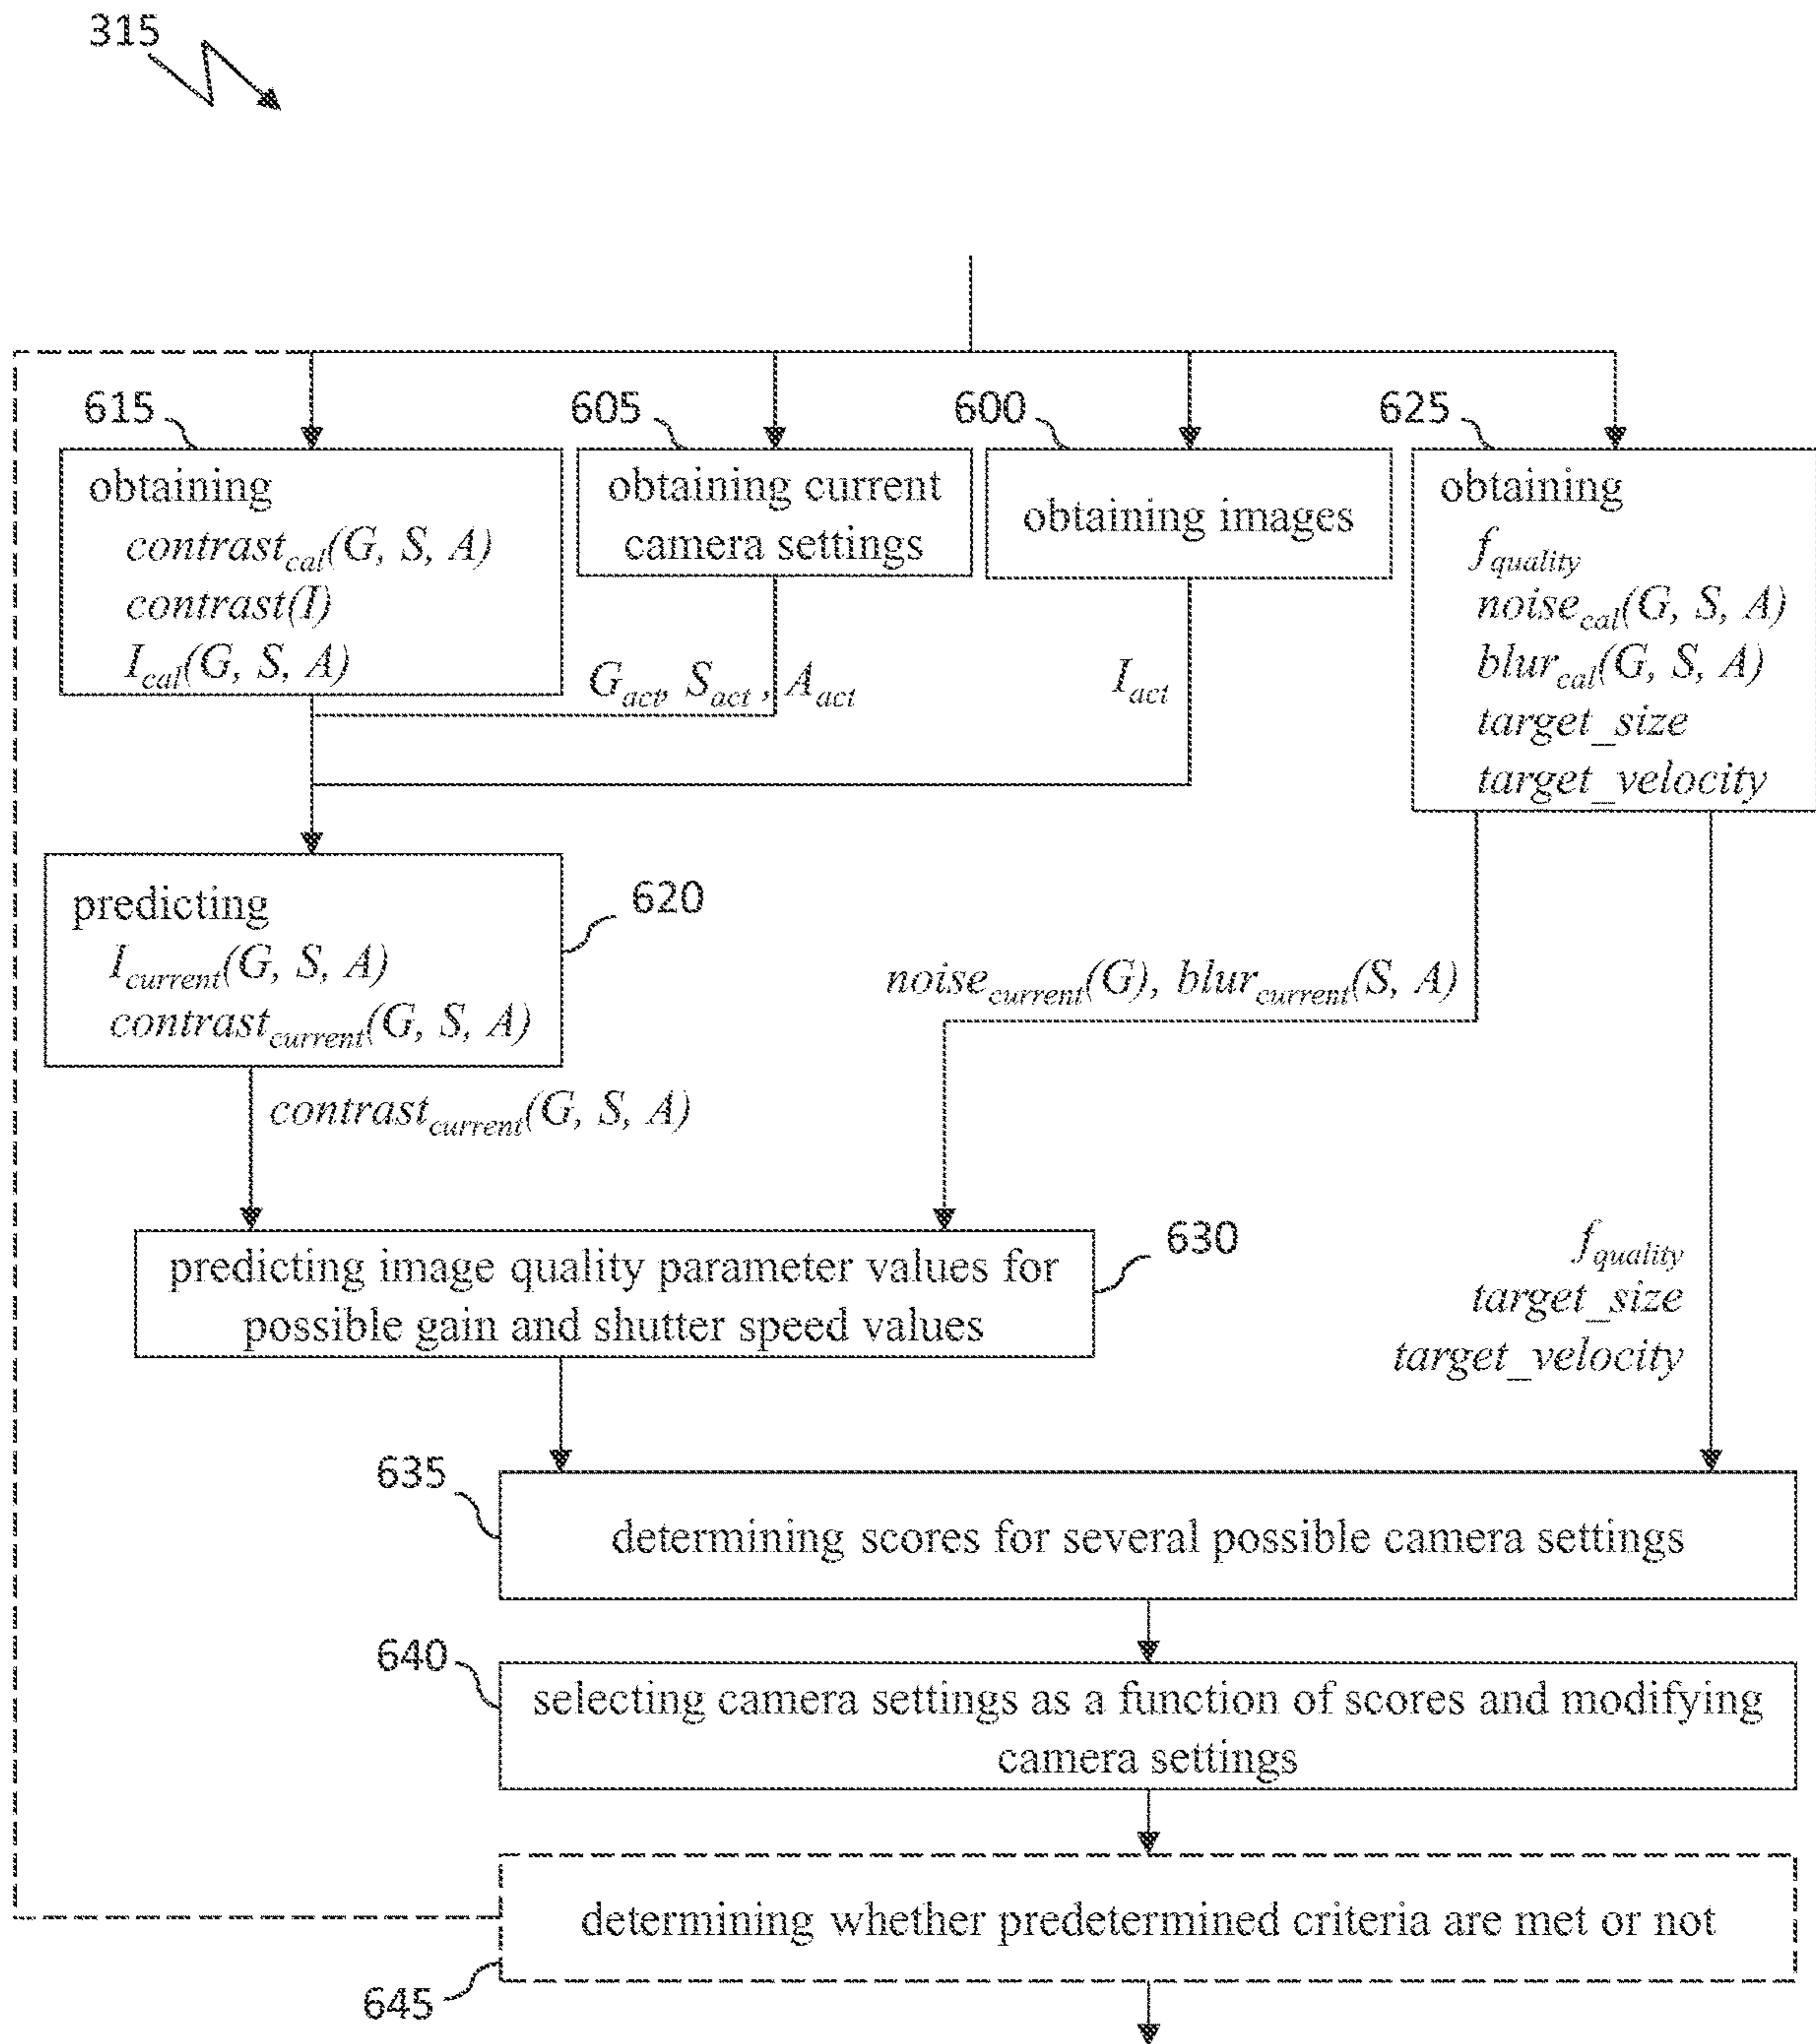 315
615
605
600
625
obtaining
contrast_cal(G, S, A)
contrast(I)
I_cal(G, S, A)
obtaining current
camera settings
obtaining images
obtaining
f_quality
noise_cal(G, S, A)
blur_cal(G, S, A)
target_size
target_velocity
G_act, S_act, A_act
I_act
predicting
I_current(G, S, A)
contrast_current(G, S, A)
620
noise_current(G), blur_current(S, A)
contrast_current(G, S, A)
predicting image quality parameter values for
possible gain and shutter speed values
630
f_quality
target_size
target_velocity
635
determining scores for several possible camera settings
640
selecting camera settings as a function of scores and modifying
camera settings
determining whether predetermined criteria are met or not
645